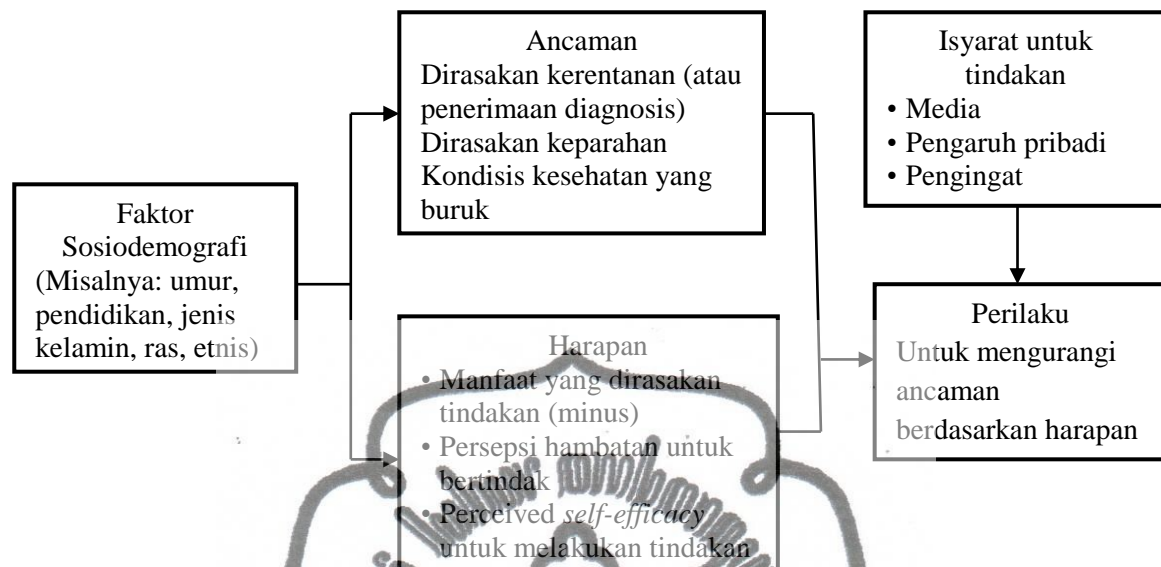 Ancaman
Dirasakan kerentanan (atau
penerimaan diagnosis)
Dirasakan keparahan
Kondisis kesehatan yang
buruk
Isyarat untuk
tindakan
• Media
• Pengaruh pribadi
• Pengingat
Faktor
Sosiodemografi
(Misalnya: umur,
pendidikan, jenis
kelamin, ras, etnis)
Harapan
• Manfaat yang dirasakan
tindakan (minus)
• Persepsi hambatan untuk
bertindak
• Perceived self-efficacy
untuk melakukan tindakan
Perilaku
Untuk mengurangi
ancaman
berdasarkan harapan